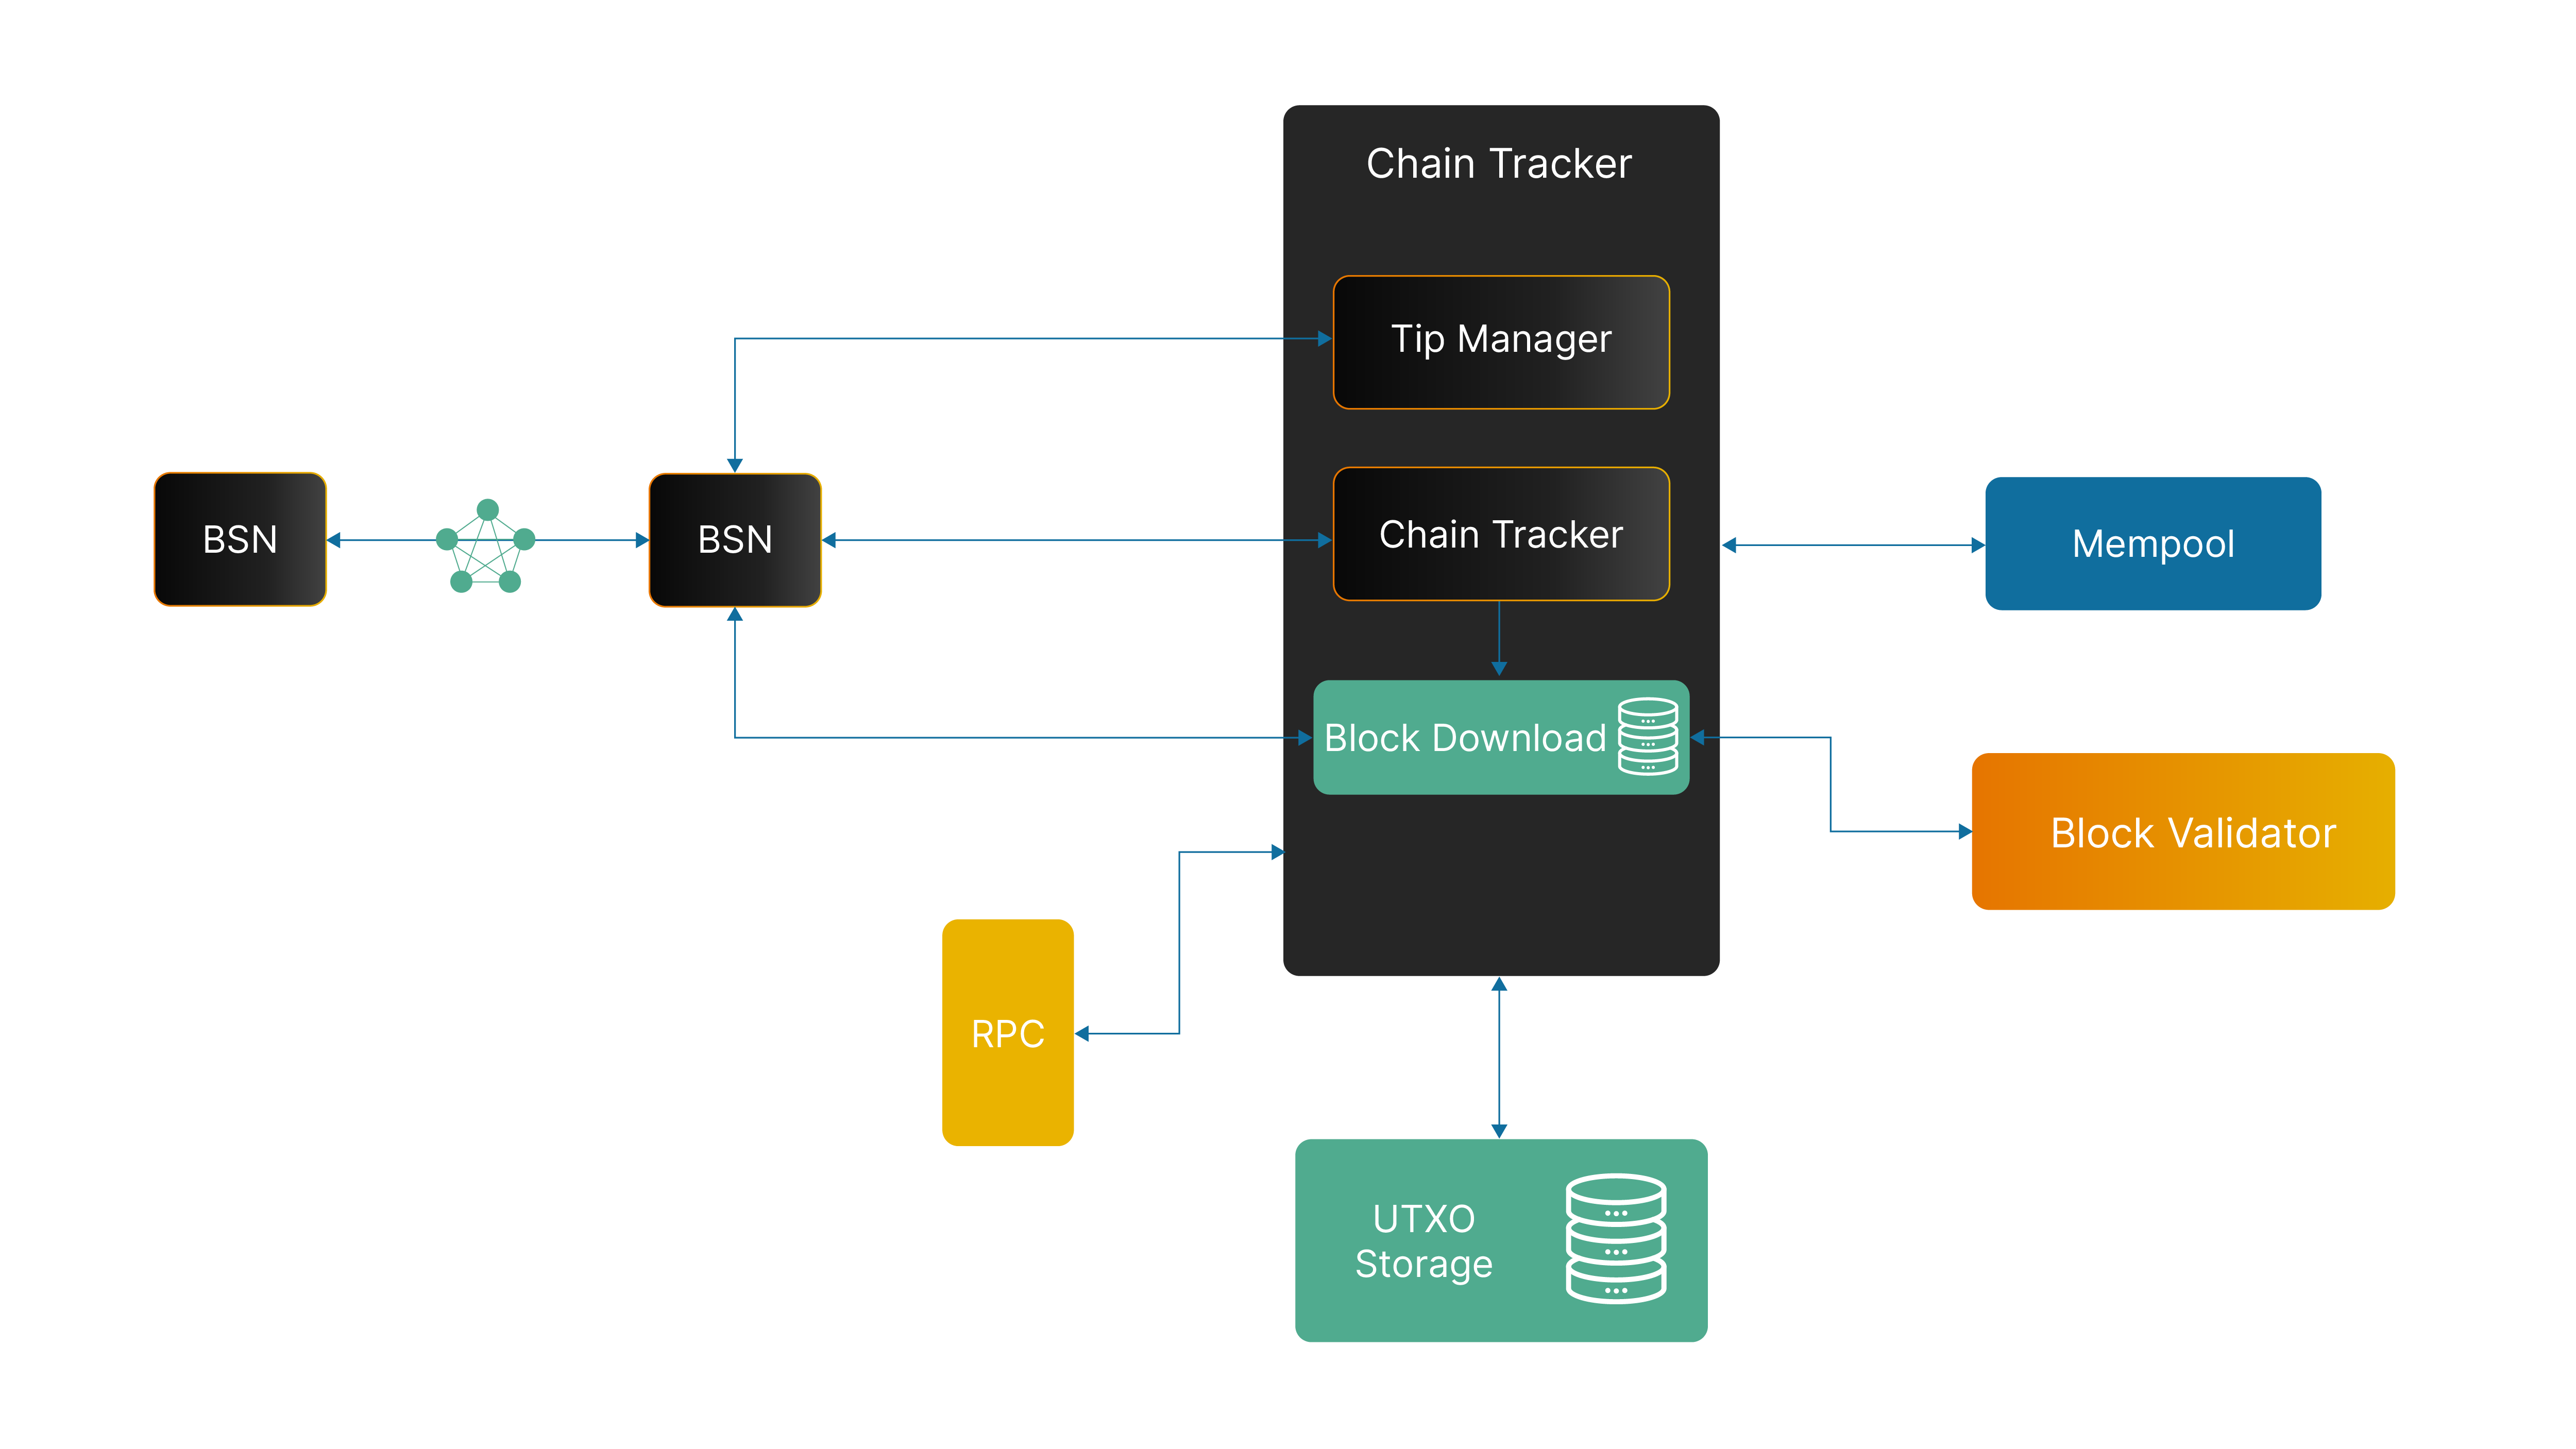 Chain Tracker
Tip Manager
BSN
BSN
Chain Tracker
Mempool
Block Download
Block Validator
RPC
UTXO
Storage